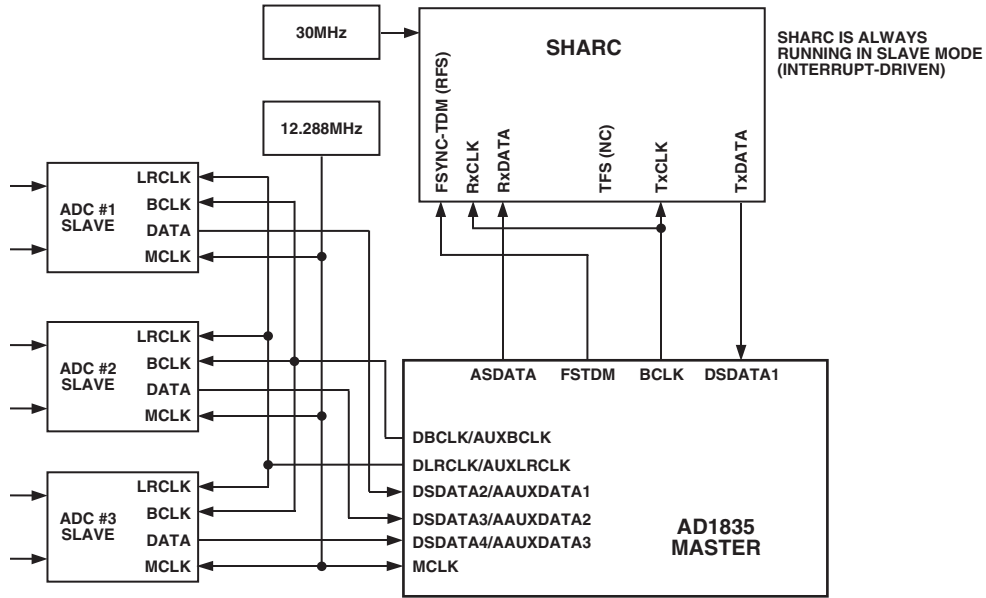 30MHz
SHARC
SHARC IS ALWAYS
RUNNING IN SLAVE MODE
(INTERRUPT-DRIVEN)
12.288MHz
FSYNC-TDM (RFS)
RxCLK
RxDATA
TFS (NC)
TxCLK
TxDATA
ADC #1
SLAVE
LRCLK
BCLK
DATA
MCLK
ADC #2
SLAVE
LRCLK
BCLK
DATA
MCLK
ADC #3
SLAVE
LRCLK
BCLK
DATA
MCLK
ASDATA
FSTDM
BCLK
DSDATA1
DBCLK/AUXBCLK
DLRCLK/AUXLRCLK
DSDATA2/AAUXDATA1
DSDATA3/AAUXDATA2
DSDATA4/AAUXDATA3
MCLK
AD1835
MASTER